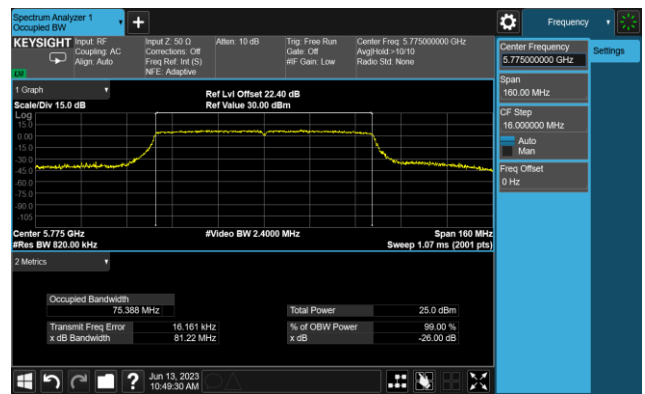 Spectrum Analyzer 1
Occupied BW
Frequency
KEYSIGHT
Input: RF
Coupling: AC
Align: Auto
Input Z: 50 Ω
Corrections: Off
Freq Ref: Int (S)
NFE: Adaptive
Atten: 10 dB
Trig: Free Run
Gate: Off
#IF Gain: Low
Center Freq: 5.775000000 GHz
Avg|Hold:>10/10
Radio Std: None
Center Frequency
5.775000000 GHz
Settings
Span
160.00 MHz
CF Step
16.000000 MHz
Auto
Man
Freq Offset
0 Hz
1 Graph
Scale/Div 15.0 dB
Ref Lvl Offset 22.40 dB
Ref Value 30.00 dBm
Log
15.0
0.00
-15.0
-30.0
-45.0
-60.0
-75.0
-90.0
-105
Center 5.775 GHz
#Res BW 820.00 kHz
#Video BW 2.4000 MHz
Span 160 MHz
Sweep 1.07 ms (2001 pts)
2 Metrics
Occupied Bandwidth
75.388 MHz
Total Power 25.0 dBm
Transmit Freq Error 16.161 kHz
% of OBW Power 99.00 %
x dB Bandwidth 81.22 MHz
x dB -26.00 dB
?
Jun 13, 2023
10:49:30 AM